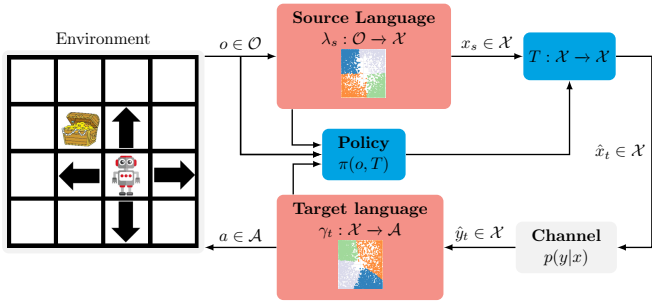 Environment
o ∈ 𝒪
Source Language
λ_s : 𝒪 → 𝒳
x_s ∈ 𝒳
T : 𝒳 → 𝒳
Policy
π(o, T)
x̂_t ∈ 𝒳
Target language
γ_t : 𝒳 → 𝒜
a ∈ 𝒜
ŷ_t ∈ 𝒳
Channel
p(y|x)